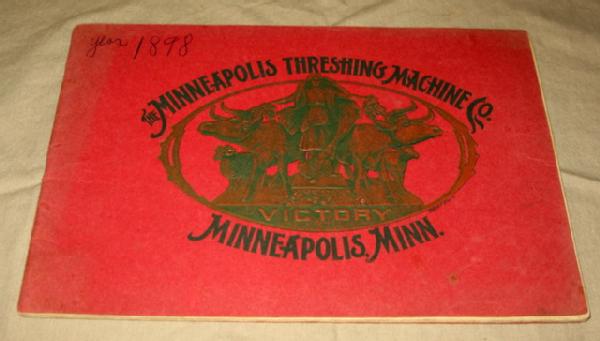 year 1898
THE MINNEAPOLIS THRESHING MACHINE CO.
VICTORY
MINNEAPOLIS, MINN.